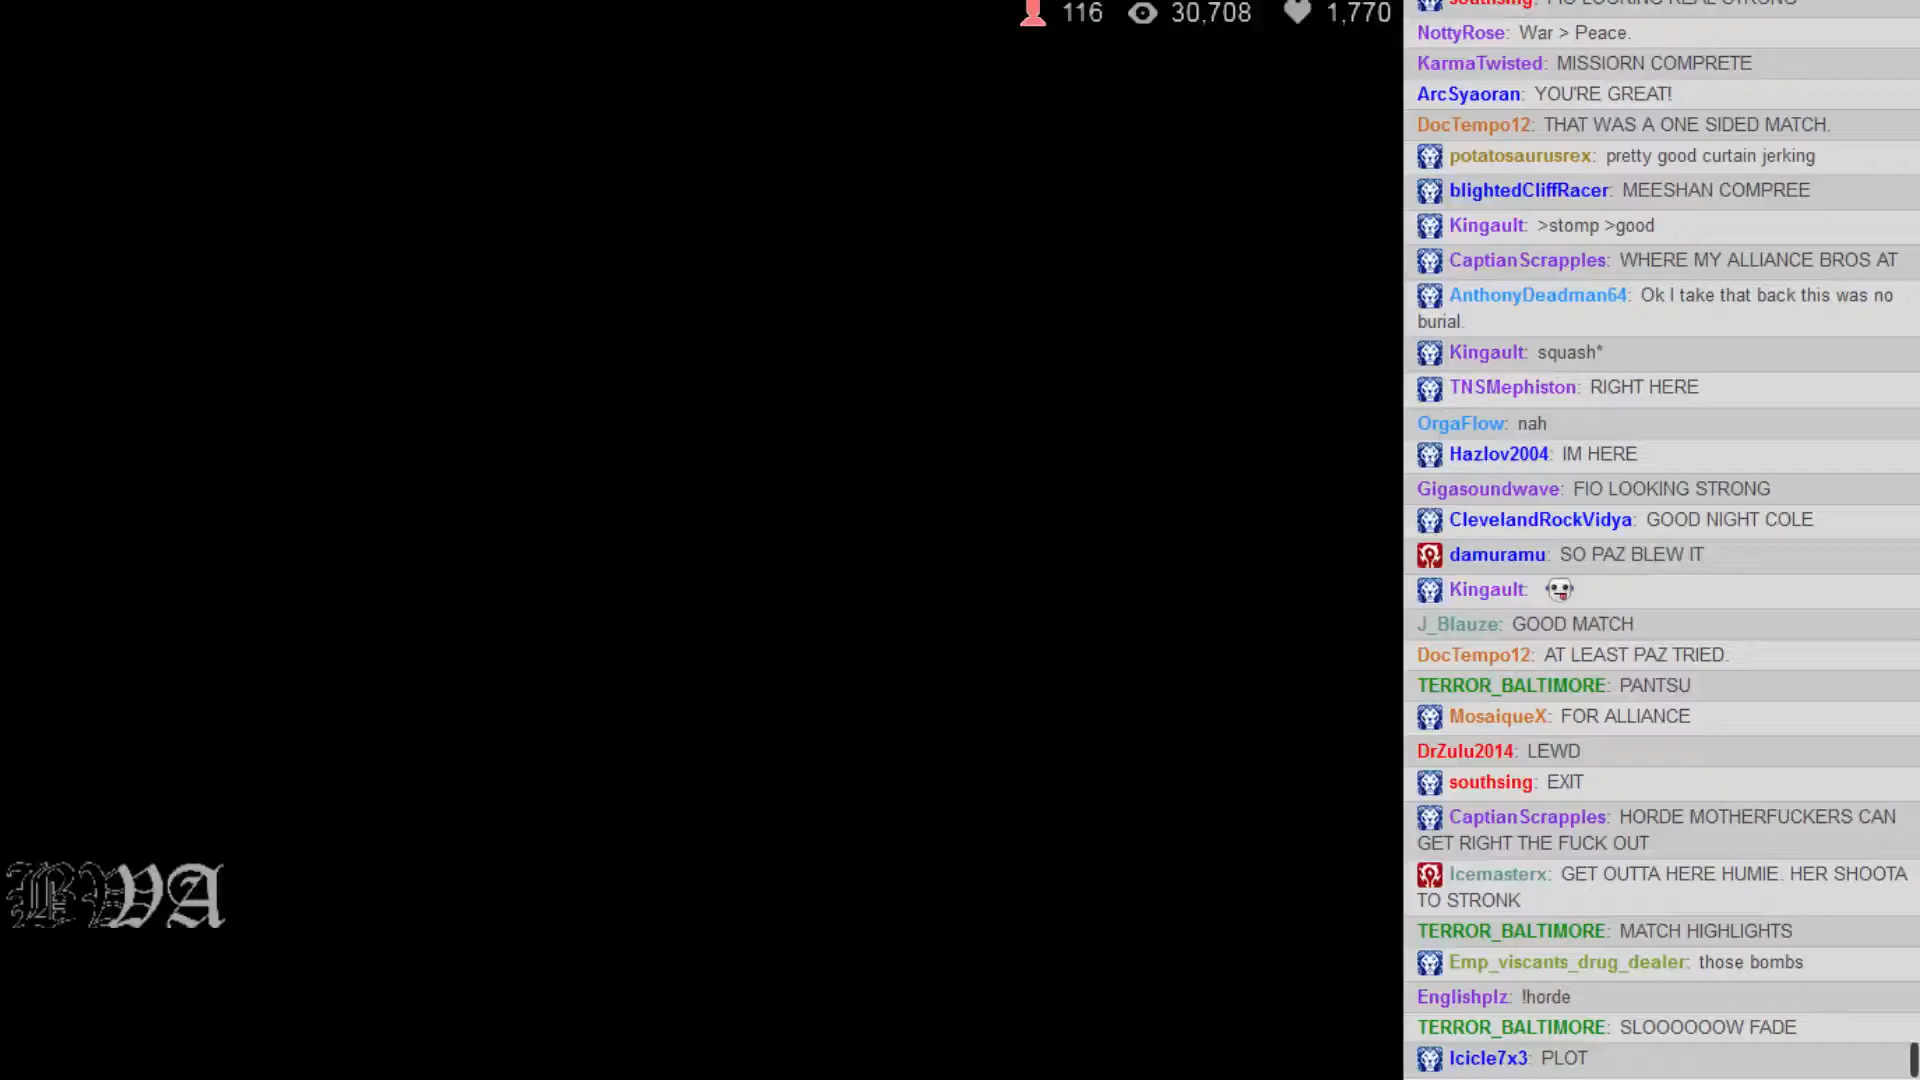 116 30,708 1,770
southsing: FIO LOOKING REAL STRONG
NottyRose: War > Peace.
KarmaTwisted: MISSIORN COMPRETE
ArcSyaoran: YOU'RE GREAT!
DocTempo12: THAT WAS A ONE SIDED MATCH.
potatosaurusrex: pretty good curtain jerking
blightedCliffRacer: MEESHAN COMPREE
Kingault: >stomp >good
CaptianScrapples: WHERE MY ALLIANCE BROS AT
AnthonyDeadman64: Ok I take that back this was no
burial.
Kingault: squash*
TNSMephiston: RIGHT HERE
OrgaFlow: nah
Hazlov2004: IM HERE
Gigasoundwave: FIO LOOKING STRONG
ClevelandRockVidya: GOOD NIGHT COLE
damuramu: SO PAZ BLEW IT
Kingault:
J_Blauze: GOOD MATCH
DocTempo12: AT LEAST PAZ TRIED.
TERROR_BALTIMORE: PANTSU
MosaiqueX: FOR ALLIANCE
DrZulu2014: LEWD
southsing: EXIT
CaptianScrapples: HORDE MOTHERFUCKERS CAN
GET RIGHT THE FUCK OUT
Icemasterx: GET OUTTA HERE HUMIE. HER SHOOTA
TO STRONK
TERROR_BALTIMORE: MATCH HIGHLIGHTS
Emp_viscants_drug_dealer: those bombs
Englishplz: !horde
TERROR_BALTIMORE: SLOOOOOOW FADE
Icicle7x3: PLOT